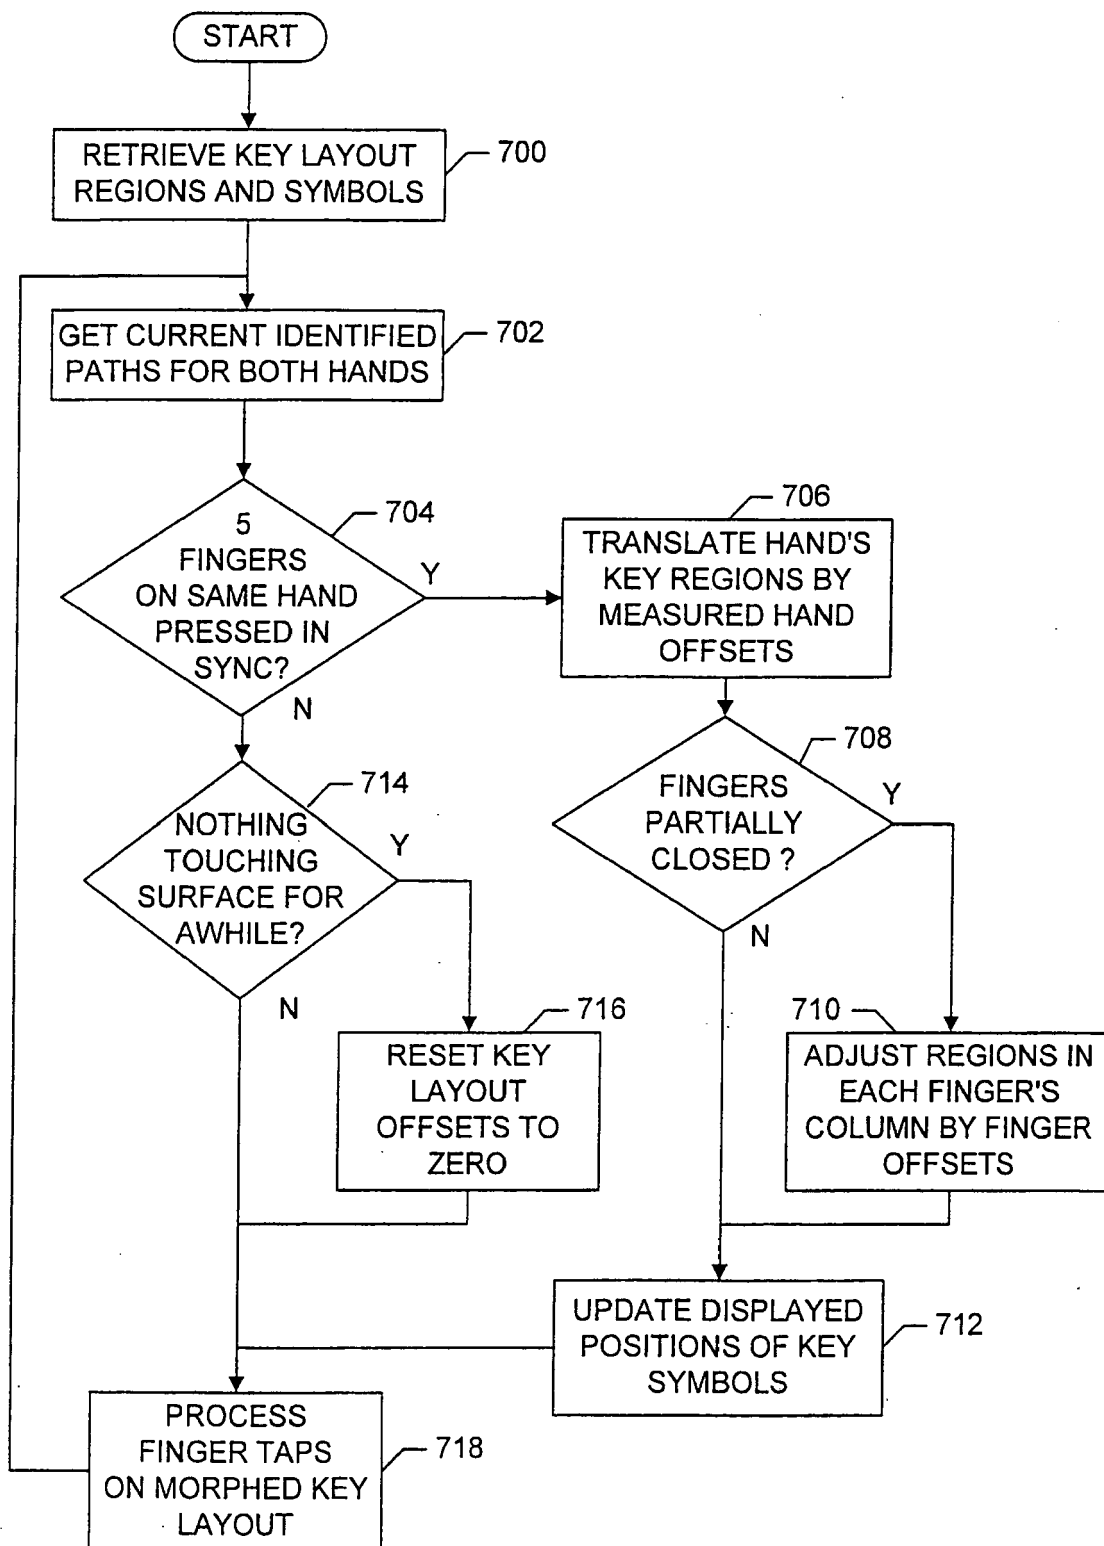 START
RETRIEVE KEY LAYOUT
REGIONS AND SYMBOLS
700
GET CURRENT IDENTIFIED
PATHS FOR BOTH HANDS
702
5
FINGERS
ON SAME HAND
PRESSED IN
SYNC?
704
Y
N
706
TRANSLATE HAND'S
KEY REGIONS BY
MEASURED HAND
OFFSETS
FINGERS
PARTIALLY
CLOSED ?
708
Y
N
NOTHING
TOUCHING
SURFACE FOR
AWHILE?
714
Y
N
716
RESET KEY
LAYOUT
OFFSETS TO
ZERO
710
ADJUST REGIONS IN
EACH FINGER'S
COLUMN BY FINGER
OFFSETS
UPDATE DISPLAYED
POSITIONS OF KEY
SYMBOLS
712
PROCESS
FINGER TAPS
ON MORPHED KEY
LAYOUT
718